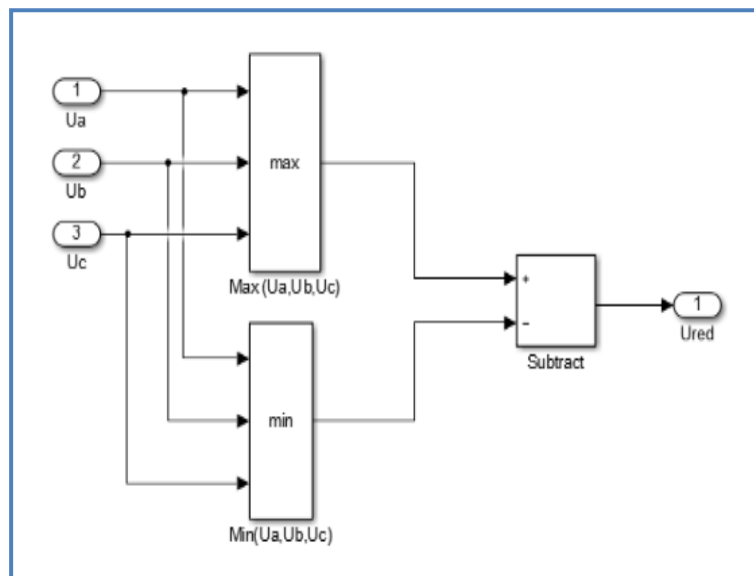 1
Ua
2
Ub
3
Uc
max
Max (Ua,Ub,Uc)
min
Min(Ua,Ub,Uc)
+
−
Subtract
1
Ured